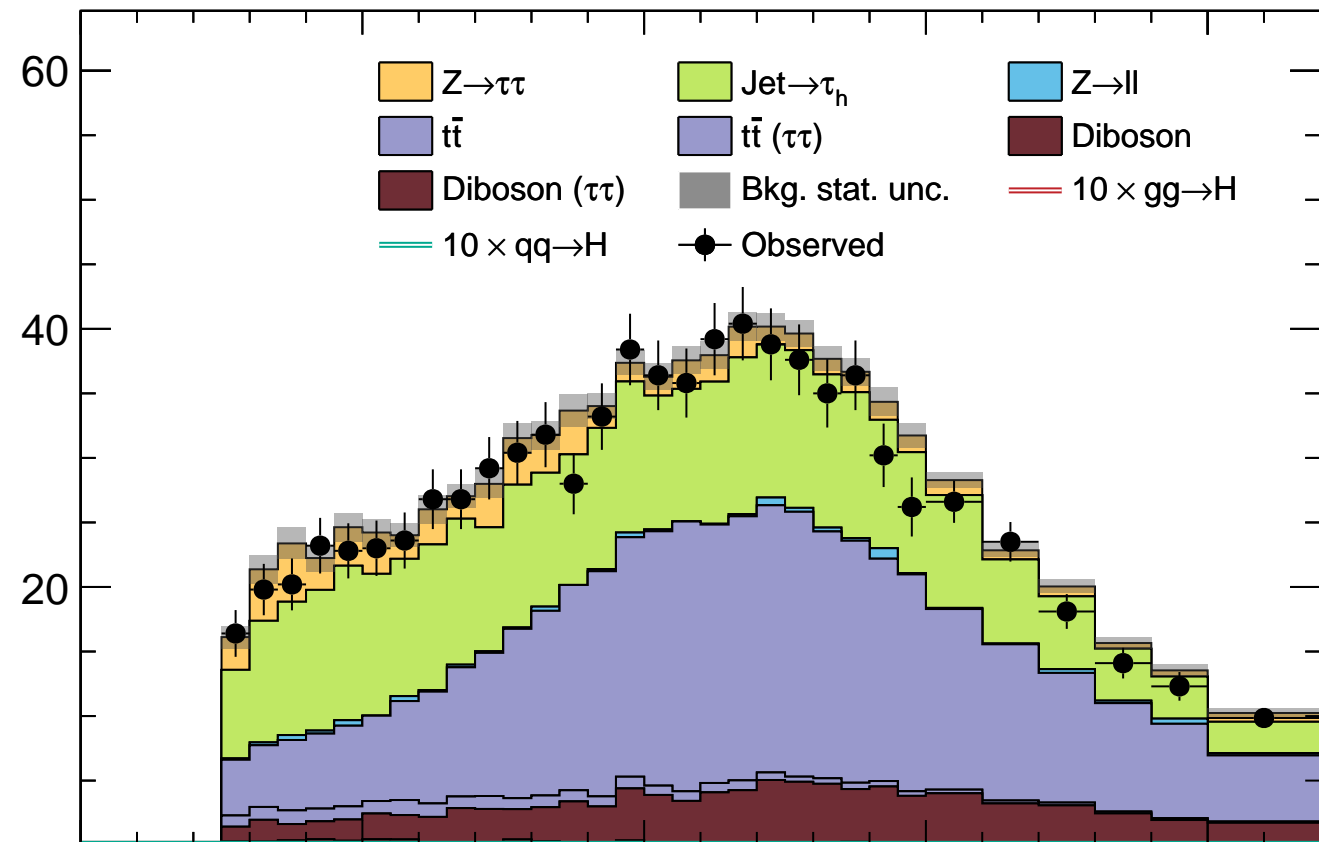 60
Z→ττ Jet→τh Z→ll
tt̄ tt̄ (ττ) Diboson
Diboson (ττ) Bkg. stat. unc. 10 × gg→H
10 × qq→H Observed
40
20